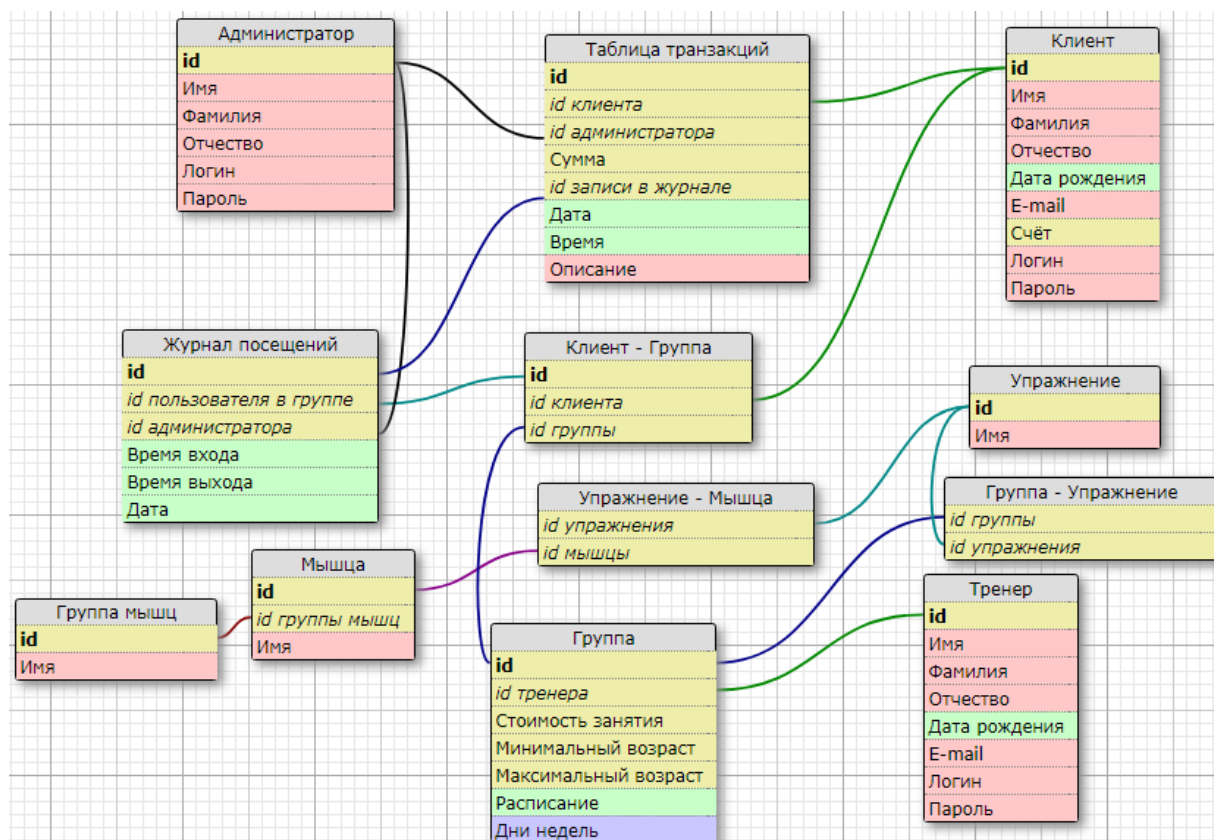 Администратор
id
Имя
Фамилия
Отчество
Логин
Пароль
Таблица транзакций
id
id клиента
id администратора
Сумма
id записи в журнале
Дата
Время
Описание
Клиент
id
Имя
Фамилия
Отчество
Дата рождения
E-mail
Счёт
Логин
Пароль
Журнал посещений
id
id пользователя в группе
id администратора
Время входа
Время выхода
Дата
Клиент - Группа
id
id клиента
id группы
Упражнение
id
Имя
Упражнение - Мышца
id упражнения
id мышцы
Группа - Упражнение
id группы
id упражнения
Мышца
id
id группы мышц
Имя
Группа мышц
id
Имя
Группа
id
id тренера
Стоимость занятия
Минимальный возраст
Максимальный возраст
Расписание
Дни недель
Тренер
id
Имя
Фамилия
Отчество
Дата рождения
E-mail
Логин
Пароль